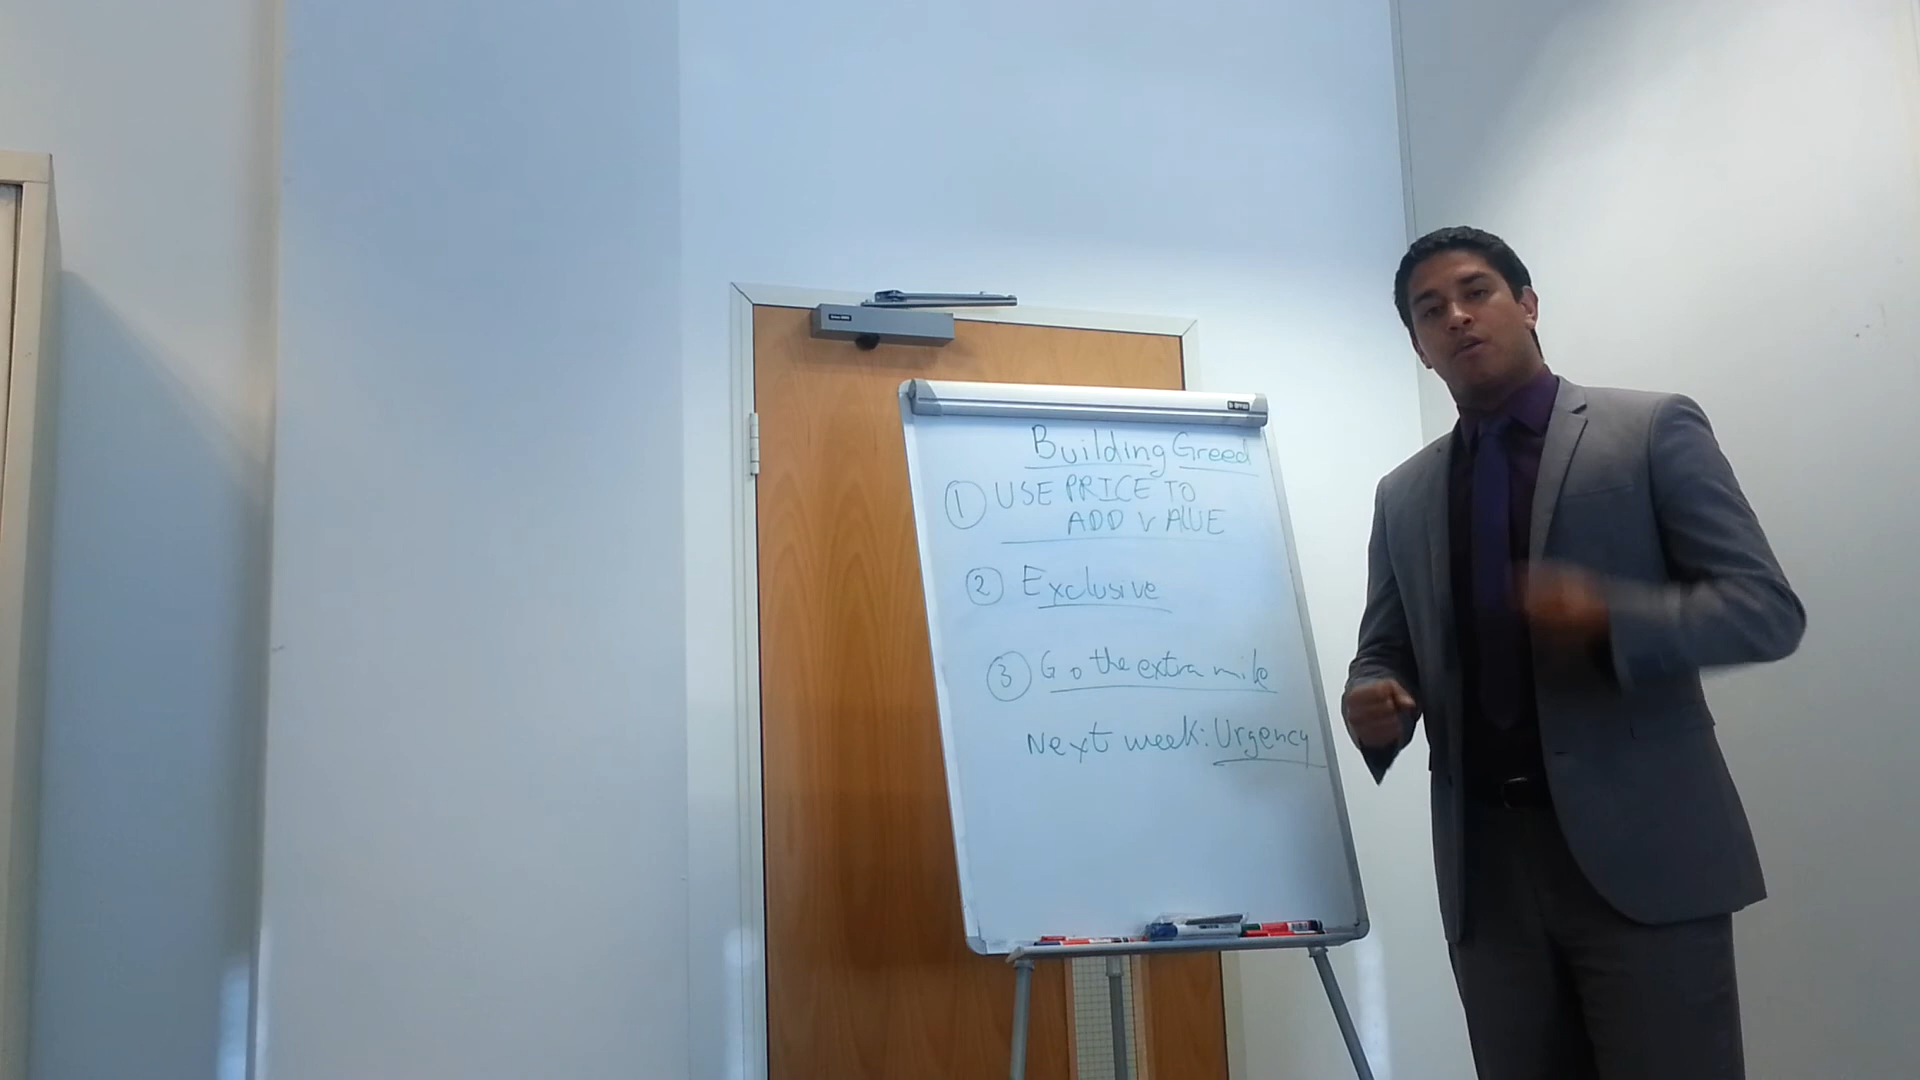 Building Greed
① USE PRICE TO
ADD VALUE
② Exclusive
③ Go the extra mile
Next week: Urgency